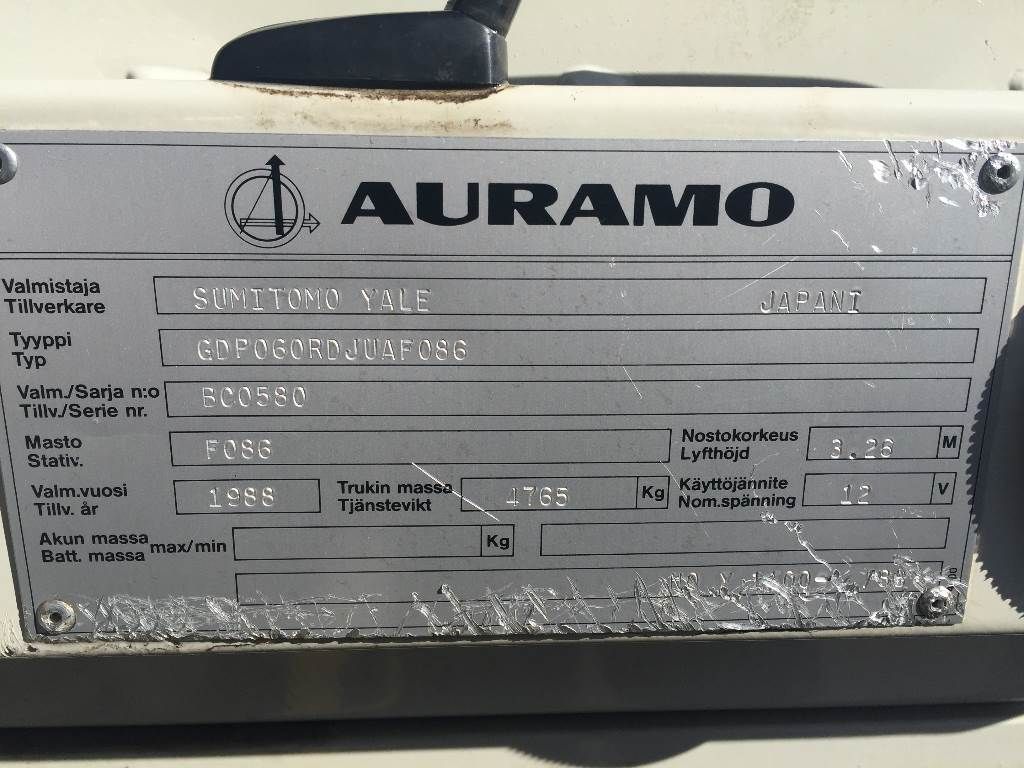 AURAMO
Valmistaja SUMITOMO YALE JAPANI
Tillverkare
Tyyppi GDP060RDJUAF086
Typ
Valm./Sarja n:o BC0580
Tillv./Serie nr.
Masto F086 Nostokorkeus 3.26 M
Stativ. Lyfthöjd
Valm.vuosi 1988 Trukin massa 4765 Kg Käyttöjännite 12 V
Tillv. år Tjänstevikt Nom.spänning
Akun massa max/min Kg
Batt. massa